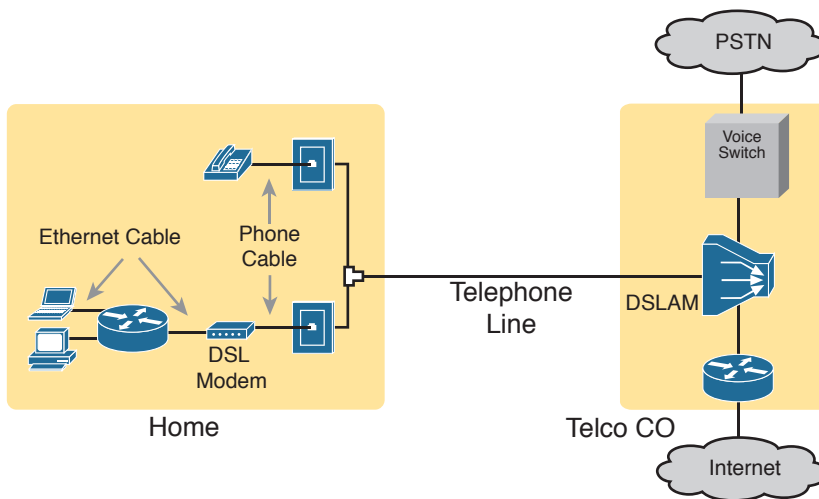 PSTN
Voice
Switch
Ethernet Cable
Phone
Cable
Telephone
Line
DSLAM
DSL
Modem
Home
Telco CO
Internet